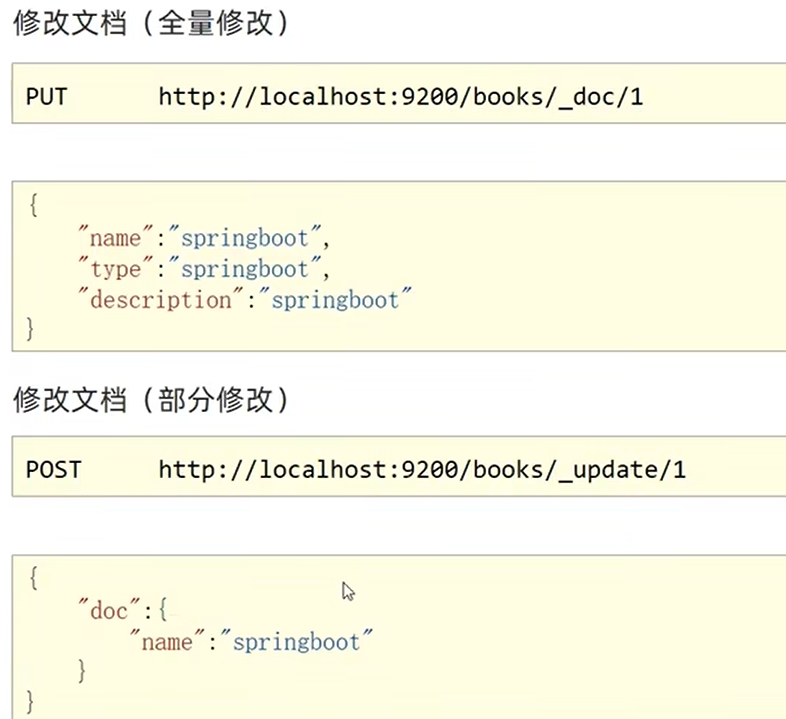 修改文档（全量修改）
PUT http://localhost:9200/books/_doc/1
{
"name":"springboot",
"type":"springboot",
"description":"springboot"
}
修改文档（部分修改）
POST http://localhost:9200/books/_update/1
{
"doc":{
"name":"springboot"
}
}